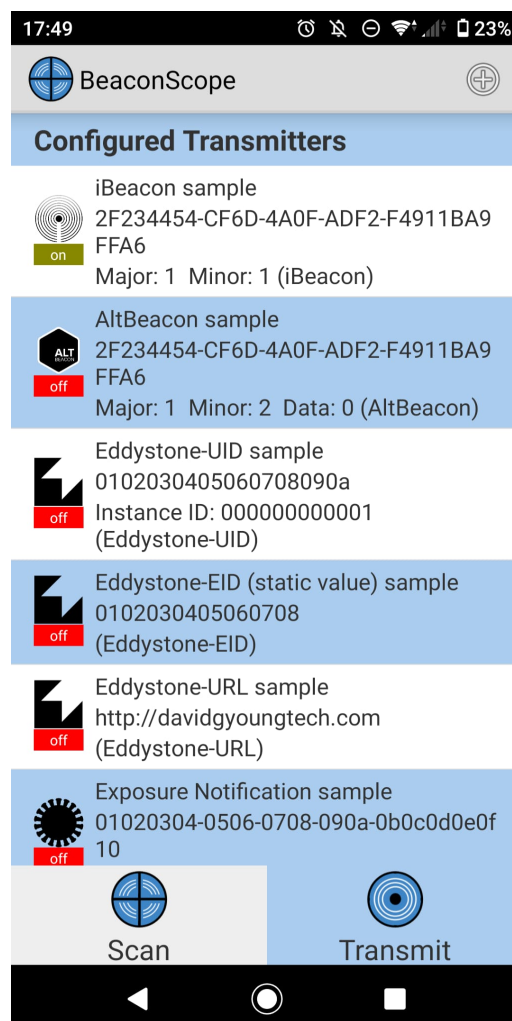 17:49
23%
BeaconScope
Configured Transmitters
iBeacon sample
2F234454-CF6D-4A0F-ADF2-F4911BA9
FFA6
on
Major: 1 Minor: 1 (iBeacon)
AltBeacon sample
ALT
BEACON
2F234454-CF6D-4A0F-ADF2-F4911BA9
FFA6
off
Major: 1 Minor: 2 Data: 0 (AltBeacon)
Eddystone-UID sample
0102030405060708090a
off
Instance ID: 000000000001
(Eddystone-UID)
Eddystone-EID (static value) sample
0102030405060708
off
(Eddystone-EID)
Eddystone-URL sample
http://davidgyoungtech.com
off
(Eddystone-URL)
Exposure Notification sample
01020304-0506-0708-090a-0b0c0d0e0f
10
off
Scan
Transmit